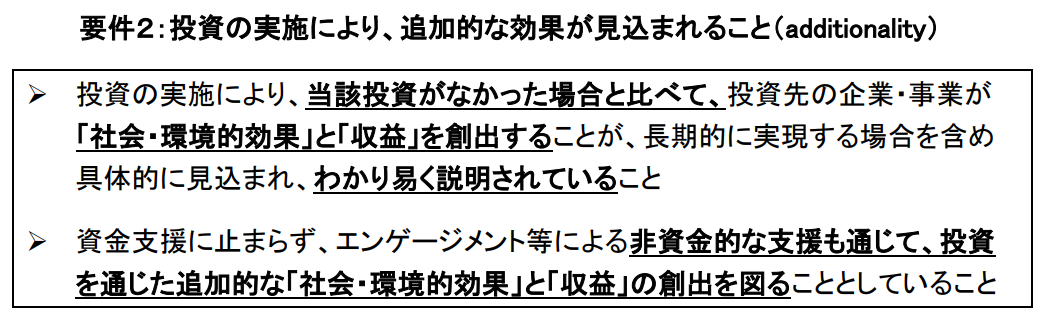 要件２：投資の実施により、追加的な効果が見込まれること（additionality）
➢ 投資の実施により、当該投資がなかった場合と比べて、投資先の企業・事業が
「社会・環境的効果」と「収益」を創出することが、長期的に実現する場合を含め
具体的に見込まれ、わかり易く説明されていること
➢ 資金支援に止まらず、エンゲージメント等による非資金的な支援も通じて、投資
を通じた追加的な「社会・環境的効果」と「収益」の創出を図ることとしていること